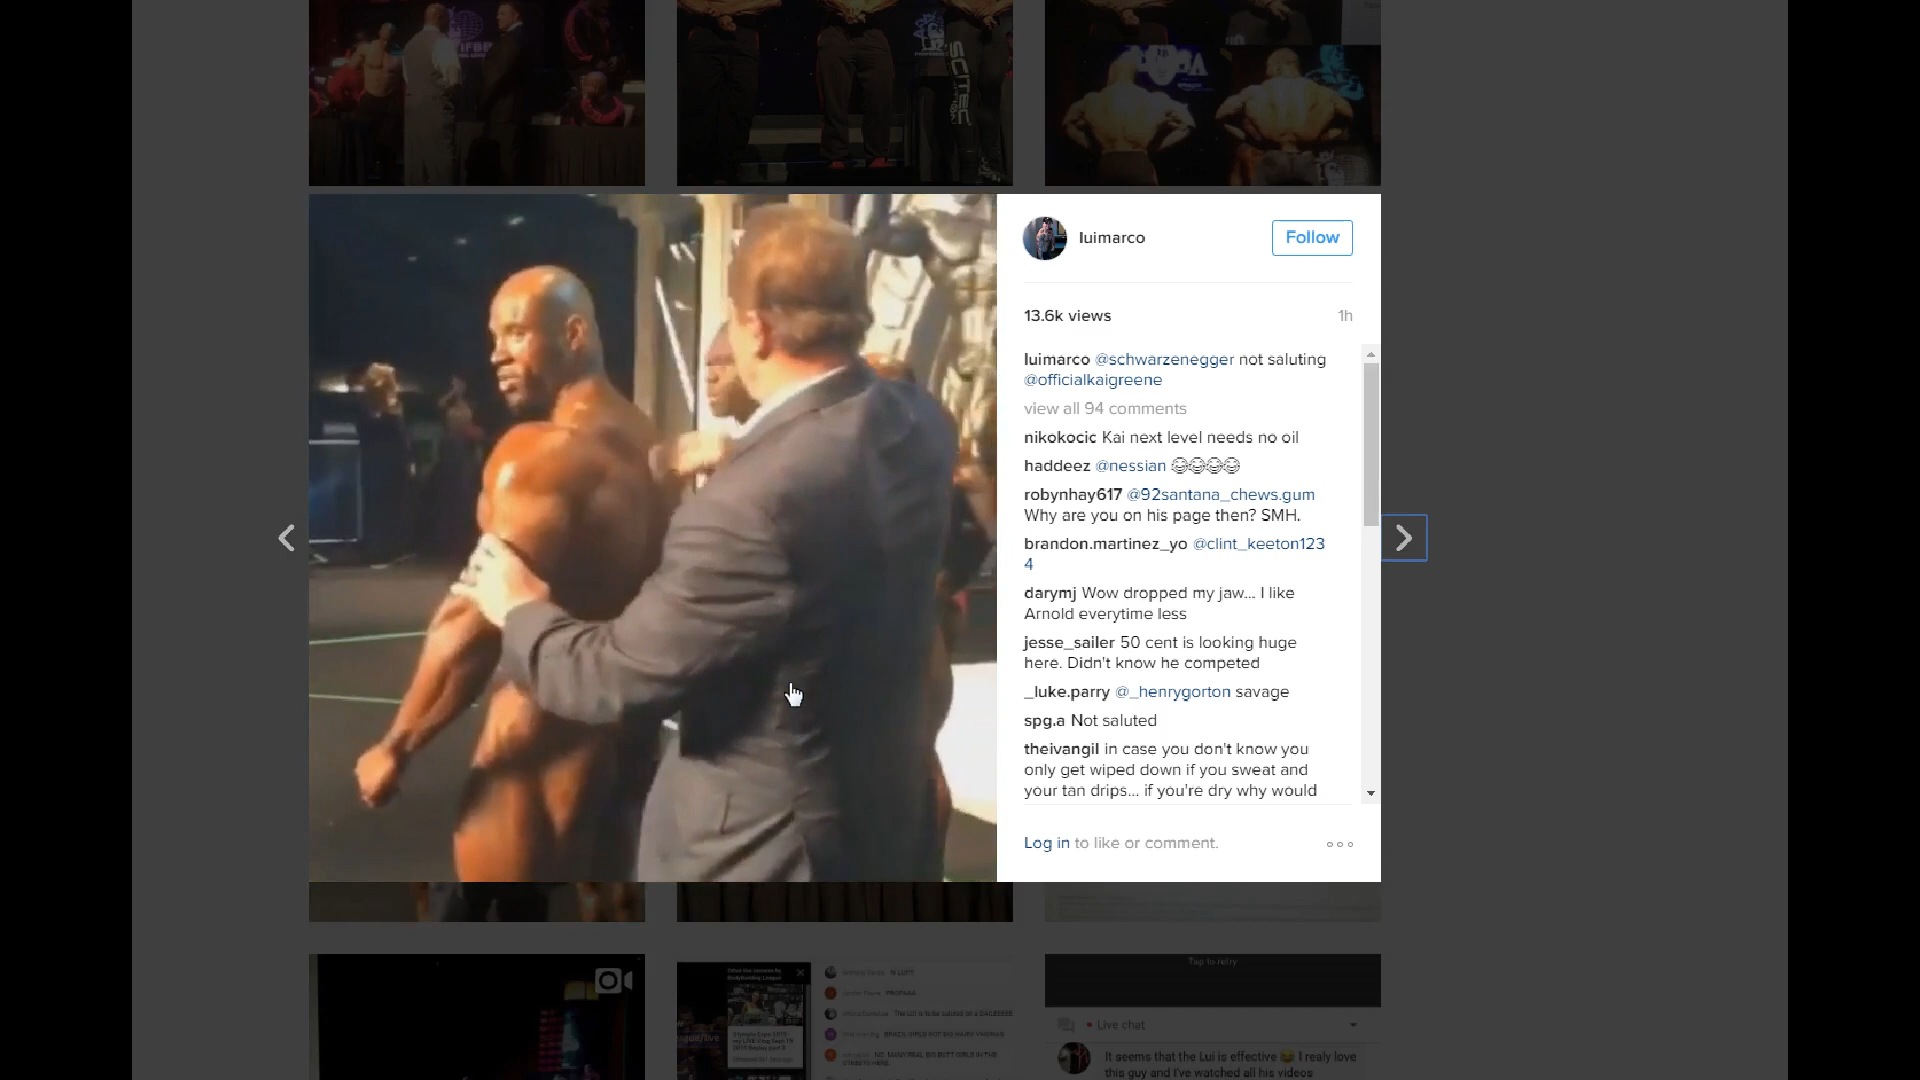 IFBB
SCITEC
luimarco
Follow
13.6k views
1h
luimarco @schwarzenegger not saluting
@officialkaigreene
view all 94 comments
nikokocic Kai next level needs no oil
haddeez @nessian 😂😂😂😂
robynhay617 @92santana_chews.gum
Why are you on his page then? SMH.
brandon.martinez_yo @clint_keeton123
4
darymj Wow dropped my jaw... I like
Arnold everytime less
jesse_sailer 50 cent is looking huge
here. Didn't know he competed
_luke.parry @_henrygorton savage
spg.a Not saluted
theivangil in case you don't know you
only get wiped down if you sweat and
your tan drips... if you're dry why would
Log in to like or comment.
Tap to retry
Live chat
It seems that the Lui is effective 😂 I realy love
this guy and I've watched all his videos